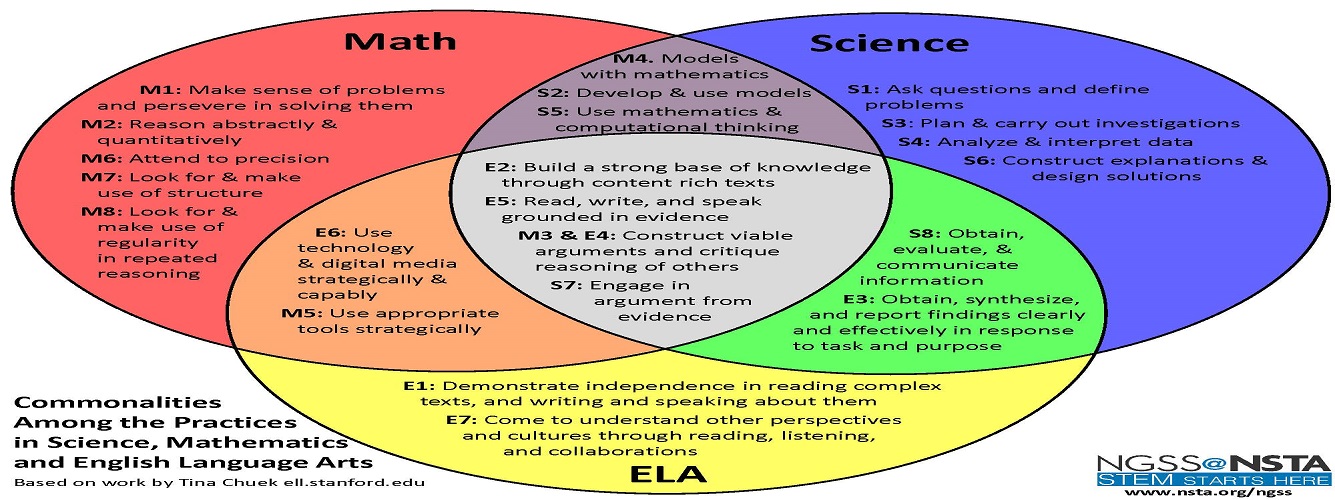 Math
M1: Make sense of problems
and persevere in solving them
M2: Reason abstractly &
quantitatively
M6: Attend to precision
M7: Look for & make
use of structure
M8: Look for &
make use of
regularity
in repeated
reasoning
M4. Models
with mathematics
S2: Develop & use models
S5: Use mathematics &
computational thinking
Science
S1: Ask questions and define
problems
S3: Plan & carry out investigations
S4: Analyze & interpret data
S6: Construct explanations &
design solutions
E2: Build a strong base of knowledge
through content rich texts
E5: Read, write, and speak
grounded in evidence
M3 & E4: Construct viable
arguments and critique
reasoning of others
S7: Engage in
argument from
evidence
E6: Use
technology
& digital media
strategically &
capably
M5: Use appropriate
tools strategically
S8: Obtain,
evaluate, &
communicate
information
E3: Obtain, synthesize,
and report findings clearly
and effectively in response
to task and purpose
E1: Demonstrate independence in reading complex
texts, and writing and speaking about them
E7: Come to understand other perspectives
and cultures through reading, listening,
and collaborations
ELA
Commonalities
Among the Practices
in Science, Mathematics
and English Language Arts
Based on work by Tina Chuek ell.stanford.edu
NGSS@NSTA
STEM STARTS HERE
www.nsta.org/ngss